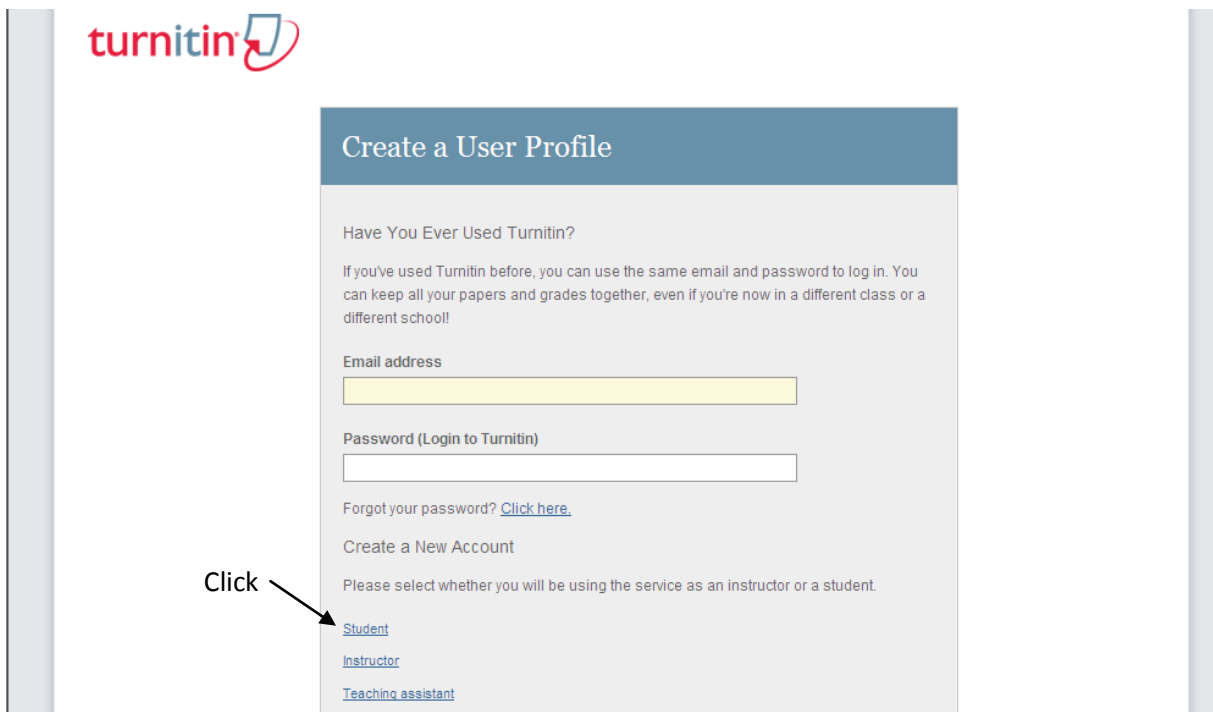 turnitin
Create a User Profile
Have You Ever Used Turnitin?
If you've used Turnitin before, you can use the same email and password to log in. You
can keep all your papers and grades together, even if you're now in a different class or a
different school!
Email address
Password (Login to Turnitin)
Forgot your password? Click here.
Create a New Account
Click
Please select whether you will be using the service as an instructor or a student.
Student
Instructor
Teaching assistant